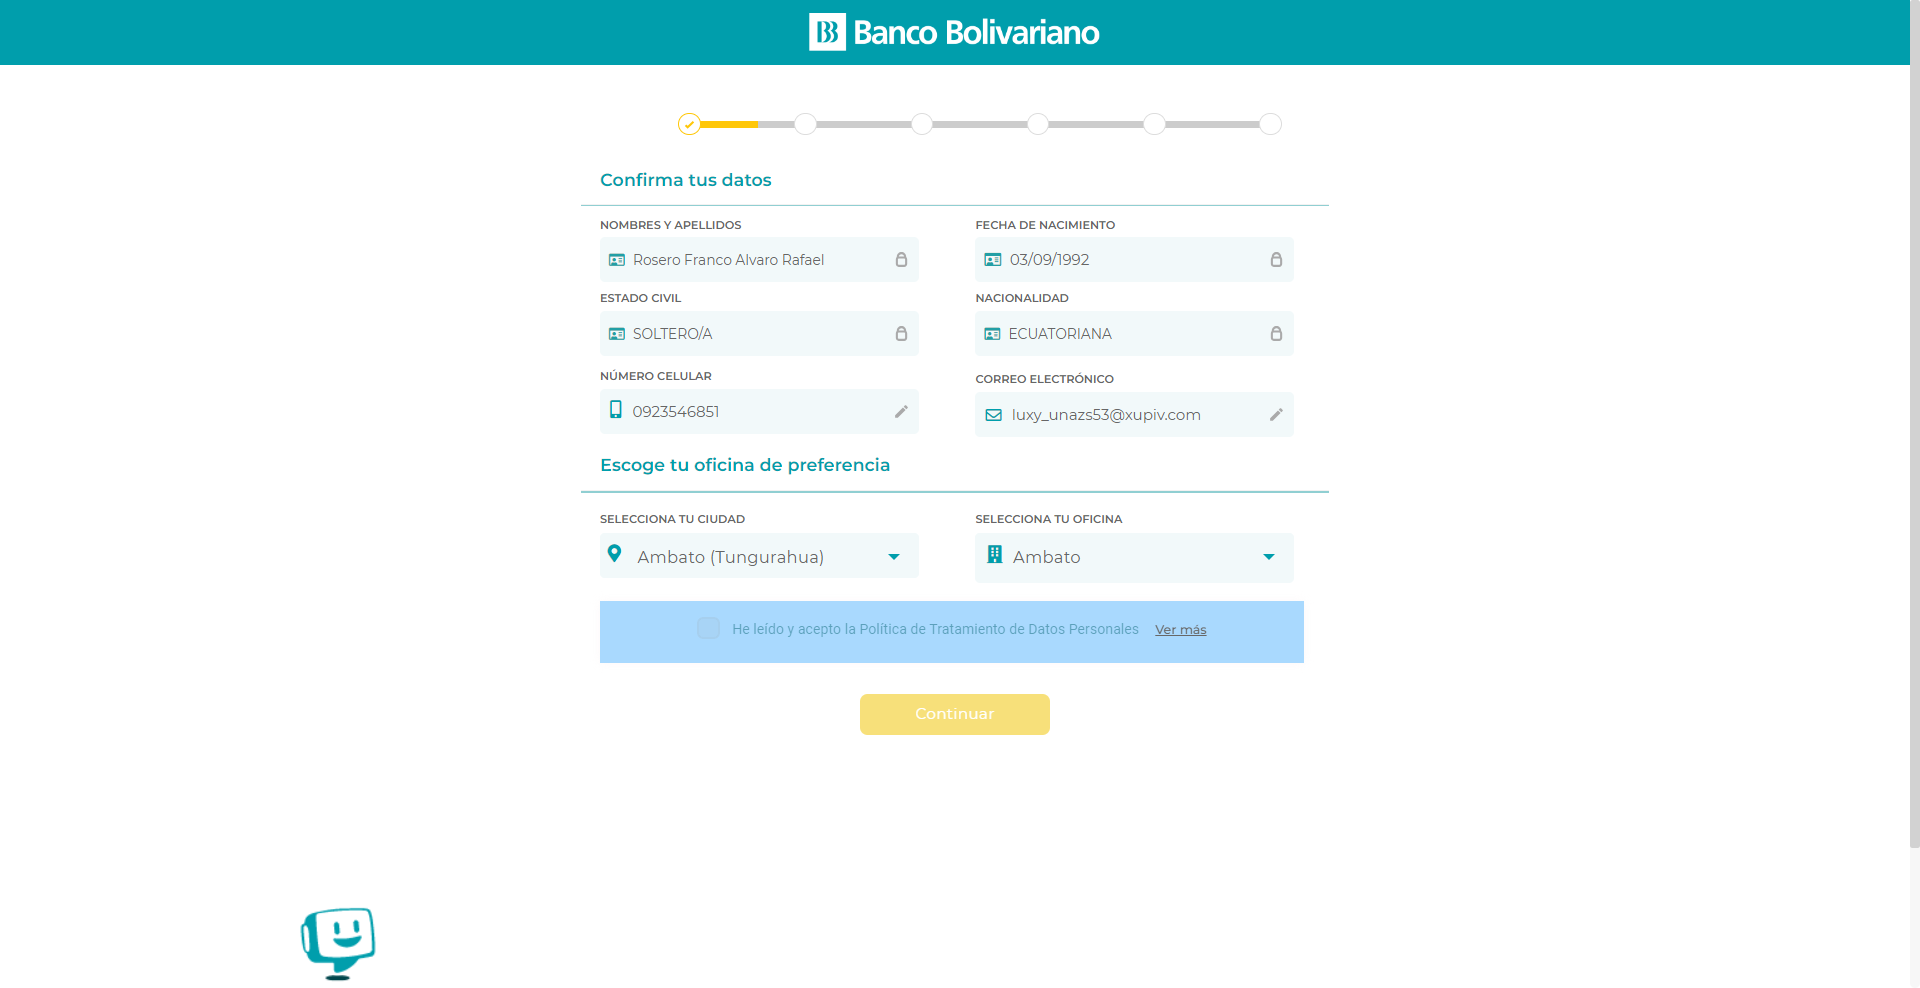 Banco Bolivariano
Confirma tus datos
NOMBRES Y APELLIDOS
Rosero Franco Alvaro Rafael
FECHA DE NACIMIENTO
03/09/1992
ESTADO CIVIL
SOLTERO/A
NACIONALIDAD
ECUATORIANA
NÚMERO CELULAR
0923546851
CORREO ELECTRÓNICO
luxy_unazs53@xupiv.com
Escoge tu oficina de preferencia
SELECCIONA TU CIUDAD
Ambato (Tungurahua)
SELECCIONA TU OFICINA
Ambato
He leído y acepto la Política de Tratamiento de Datos Personales Ver más
Continuar